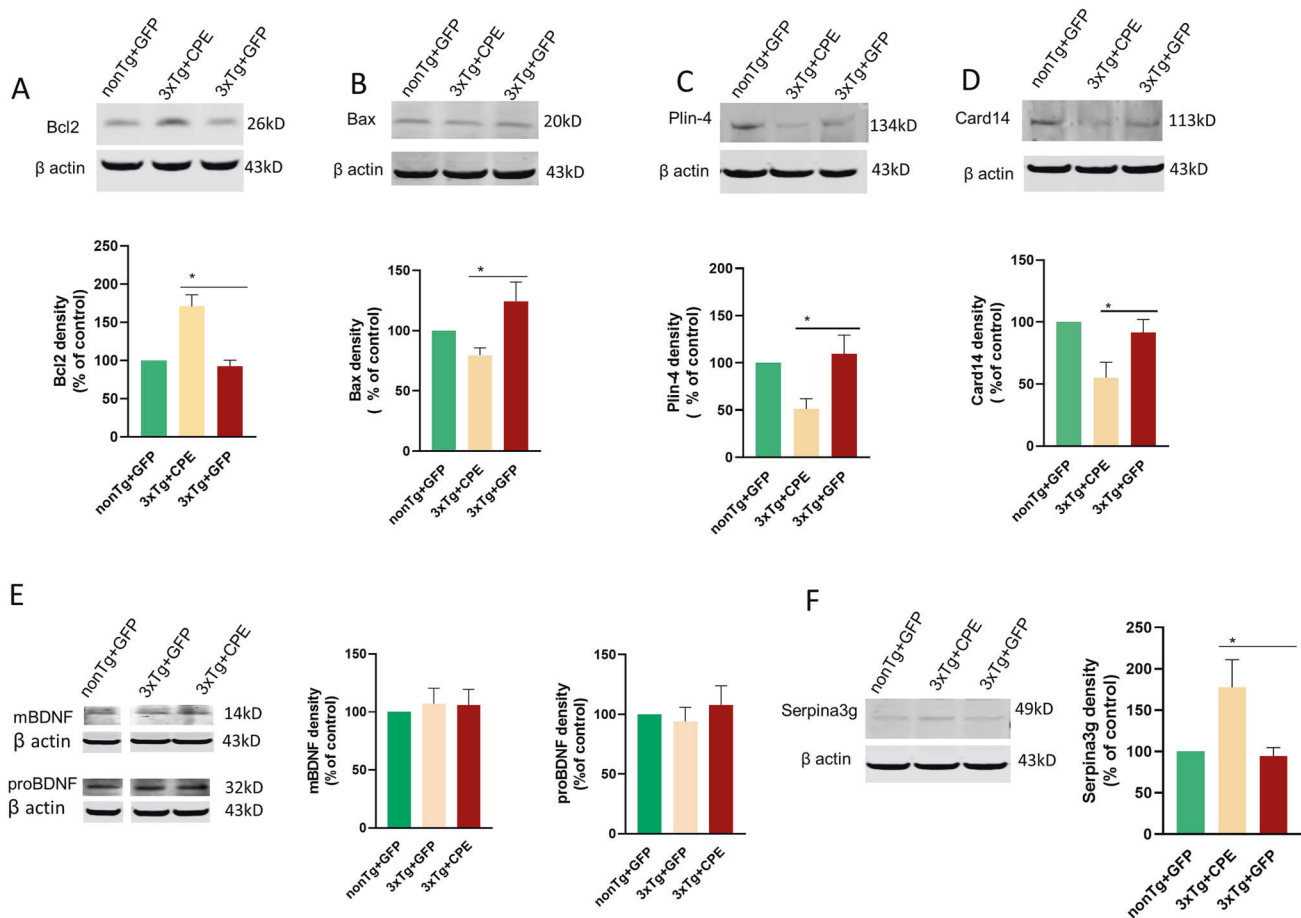 A
nonTg+GFP
3xTg+CPE
3xTg+GFP
Bcl2
26kD
β actin
43kD
250
200
150
100
50
0
Bcl2 density
(% of control)
*
nonTg+GFP
3xTg+CPE
3xTg+GFP
B
nonTg+GFP
3xTg+CPE
3xTg+GFP
Bax
20kD
β actin
43kD
150
100
50
0
Bax density
( % of control)
*
nonTg+GFP
3xTg+CPE
3xTg+GFP
C
nonTg+GFP
3xTg+CPE
3xTg+GFP
Plin-4
134kD
β actin
43kD
200
150
100
50
0
Plin-4 density
( % of control)
*
nonTg+GFP
3xTg+CPE
3xTg+GFP
D
nonTg+GFP
3xTg+CPE
3xTg+GFP
Card14
113kD
β actin
43kD
150
100
50
0
Card14 density
( %of control)
*
nonTg+GFP
3xTg+CPE
3xTg+GFP
E
nonTg+GFP
3xTg+GFP
3xTg+CPE
mBDNF
14kD
β actin
43kD
proBDNF
32kD
β actin
43kD
150
100
50
0
mBDNF density
(%of control)
nonTg+GFP
3xTg+GFP
3xTg+CPE
150
100
50
0
proBDNF density
(%of control)
nonTg+GFP
3xTg+GFP
3xTg+CPE
F
nonTg+GFP
3xTg+CPE
3xTg+GFP
Serpina3g
49kD
β actin
43kD
250
200
150
100
50
0
Serpina3g density
(% of control)
*
nonTg+GFP
3xTg+CPE
3xTg+GFP